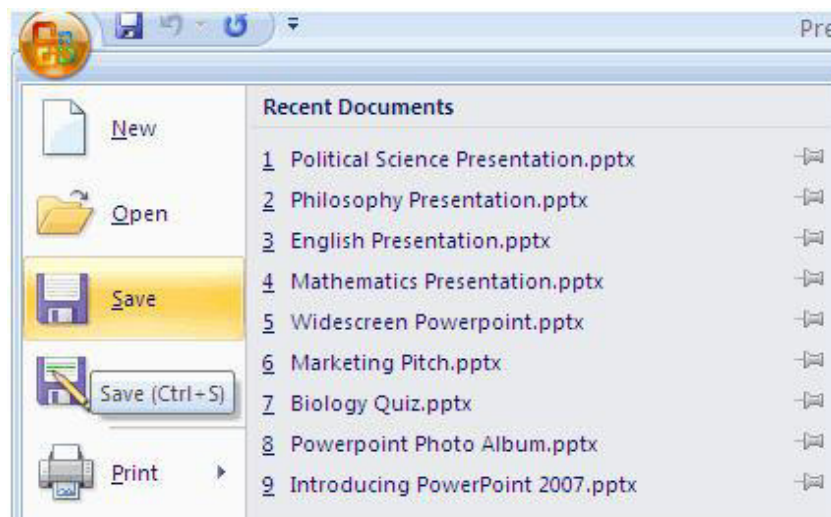 Pre
New
Open
Save
Save (Ctrl+S)
Print
Recent Documents
1 Political Science Presentation.pptx
2 Philosophy Presentation.pptx
3 English Presentation.pptx
4 Mathematics Presentation.pptx
5 Widescreen Powerpoint.pptx
6 Marketing Pitch.pptx
7 Biology Quiz.pptx
8 Powerpoint Photo Album.pptx
9 Introducing PowerPoint 2007.pptx